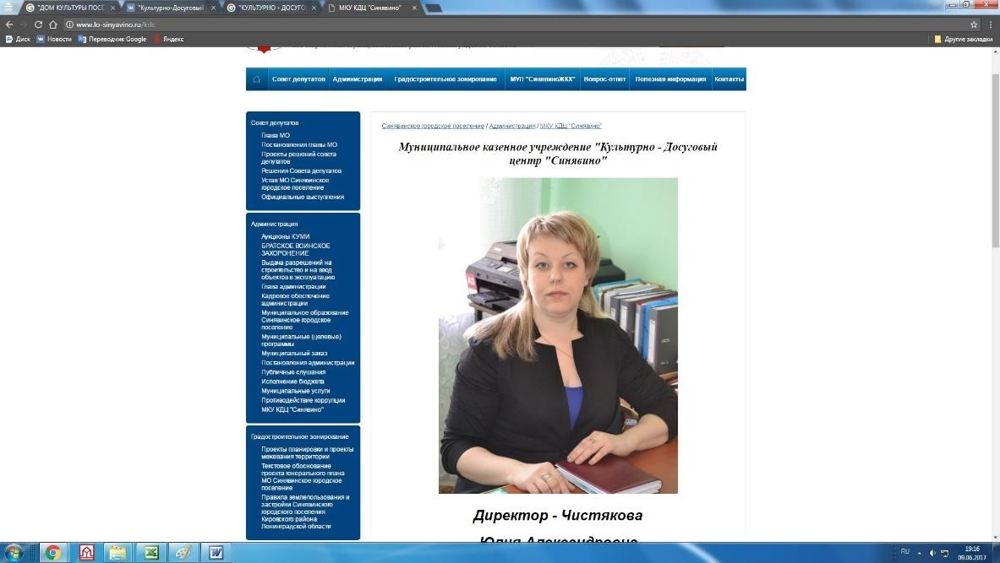 "ДОМ КУЛЬТУРЫ ПОСЁ
"Культурно-Досуговый
"КУЛЬТУРНО - ДОСУГО
МКУ КДЦ "Синявино"
www.lo-sinyavino.ru/kdc
Диск
Новости
Переводчик Google
Яндекс
Другие закладки
Совет депутатов
Администрация
Градостроительное зонирование
МУП "СинявиноЖКХ"
Вопрос-ответ
Полезная информация
Контакты
Совет депутатов
Глава МО
Постановления главы МО
Проекты решений совета
депутатов
Решения Совета депутатов
Устав МО Синявинское
городское поселение
Официальные выступления
Администрация
Аукционы КУМИ
БРАТСКОЕ ВОИНСКОЕ
ЗАХОРОНЕНИЕ
Выдача разрешений на
строительство и на ввод
объектов в эксплуатацию
Глава администрации
Кадровое обеспечение
администрации
Муниципальное образование
Синявинское городское
поселение
Муниципальные (целевые)
программы
Муниципальный заказ
Постановления администрации
Публичные слушания
Исполнение бюджета
Муниципальные услуги
Противодействие коррупции
МКУ КДЦ "Синявино"
Градостроительное зонирование
Проекты планировки и проекты
межевания территории
Текстовое обоснование
проекта генерального плана
МО Синявинское городское
поселение
Правила землепользования и
застройки Синявинского
городского поселения
Кировского района
Ленинградской области
Синявинское городское поселение / Администрация / МКУ КДЦ "Синявино"
Муниципальное казенное учреждение "Культурно - Досуговый
центр "Синявино"
A3
Директор - Чистякова
Юлия Александровна
RU
19:16
09.06.2017